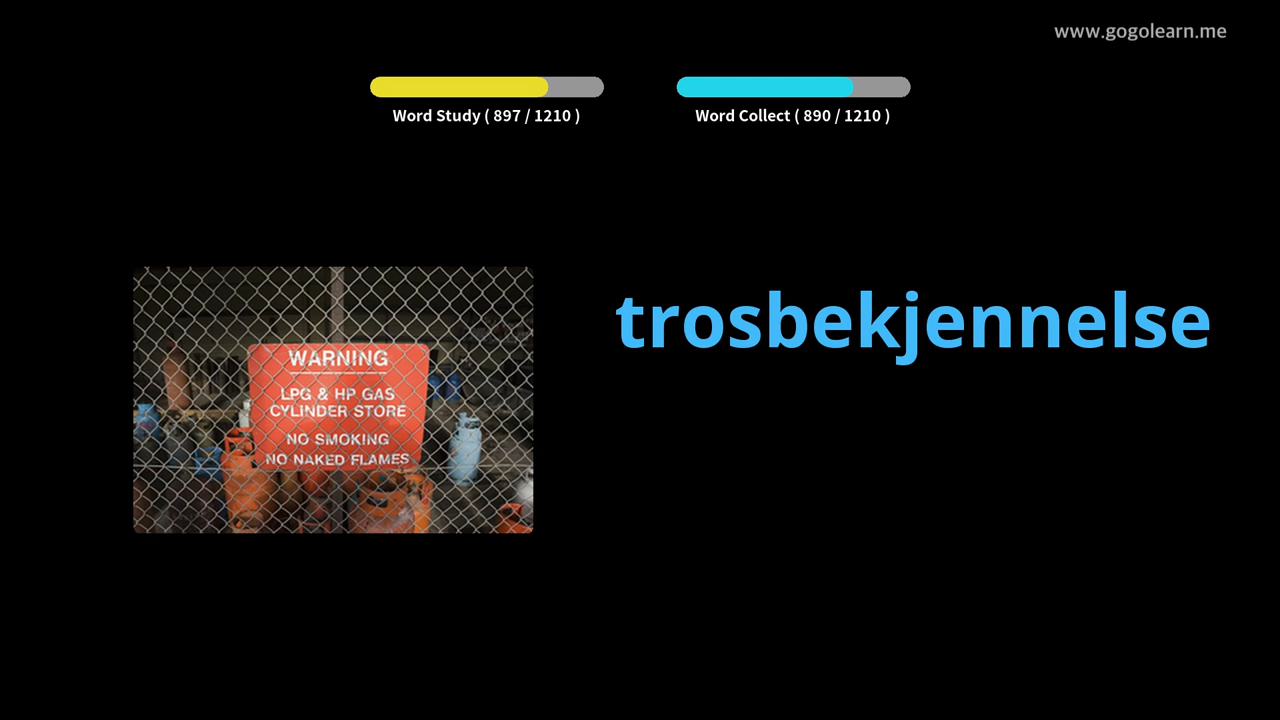 www.gogolearn.me
Word Study ( 897 / 1210 )
Word Collect ( 890 / 1210 )
trosbekjennelse
WARNING
LPG & HP GAS
CYLINDER STORE
NO SMOKING
NO NAKED FLAMES